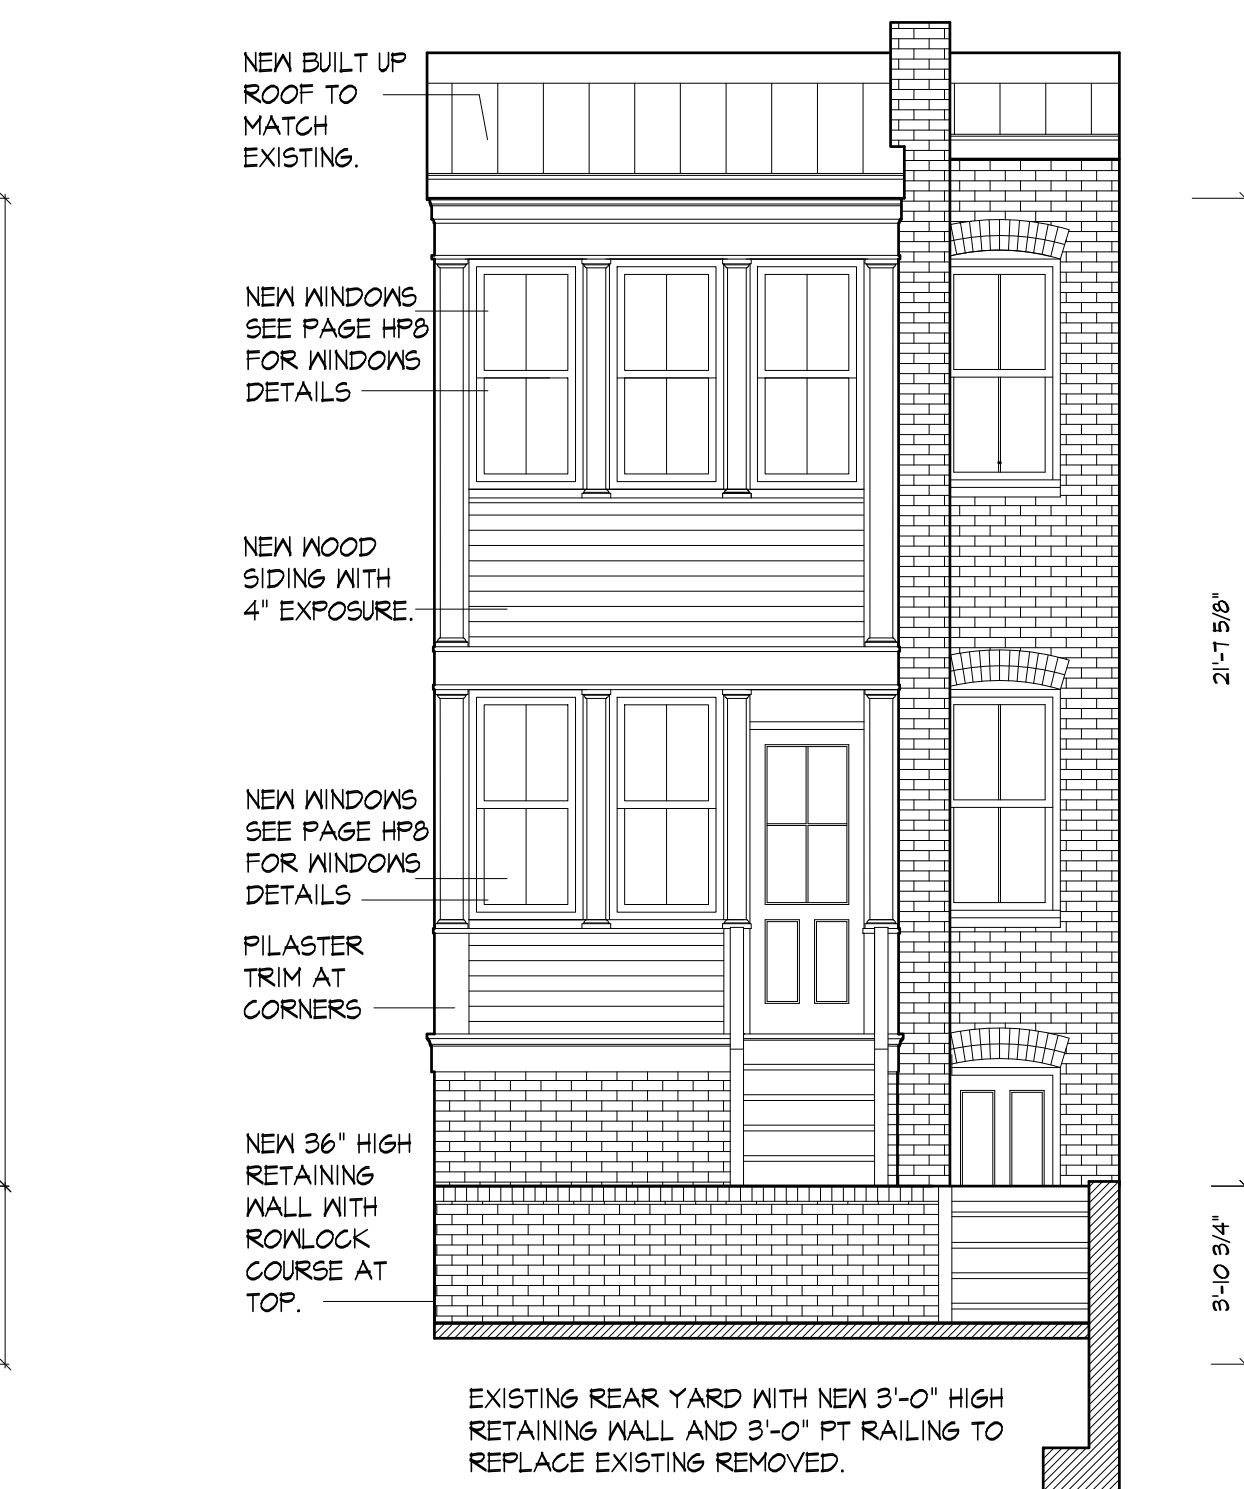 NEW BUILT UP
ROOF TO
MATCH
EXISTING.
NEW WINDOWS
SEE PAGE HP8
FOR WINDOWS
DETAILS
NEW WOOD
SIDING WITH
4" EXPOSURE.
21'-7 5/8"
NEW WINDOWS
SEE PAGE HP8
FOR WINDOWS
DETAILS
PILASTER
TRIM AT
CORNERS
NEW 36" HIGH
RETAINING
WALL WITH
ROWLOCK
COURSE AT
TOP.
3'-10 3/4"
EXISTING REAR YARD WITH NEW 3'-0" HIGH
RETAINING WALL AND 3'-0" PT RAILING TO
REPLACE EXISTING REMOVED.